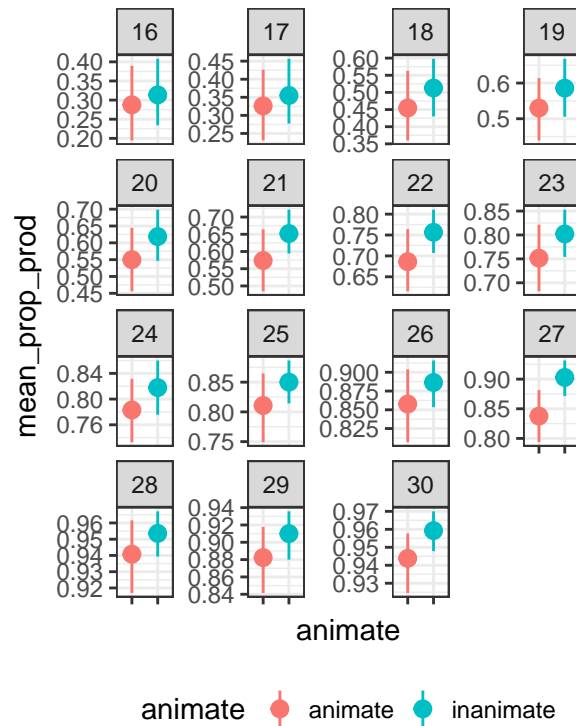 16 17 18 19
0.40 0.35 0.30 0.25 0.20
0.45 0.40 0.35 0.30 0.25
0.60 0.55 0.50 0.45 0.40 0.35
0.6 0.5
20 21 22 23
0.70 0.65 0.60 0.55 0.50 0.45
0.70 0.65 0.60 0.55 0.50
0.80 0.75 0.70 0.65
0.85 0.80 0.75 0.70
24 25 26 27
0.84 0.80 0.76
0.85 0.80 0.75
0.900 0.875 0.850 0.825
0.90 0.85 0.80
28 29 30
0.96 0.95 0.94 0.93 0.92
0.94 0.92 0.90 0.88 0.86 0.84
0.97 0.96 0.95 0.94 0.93
mean_prop_prod
animate
animate animate inanimate